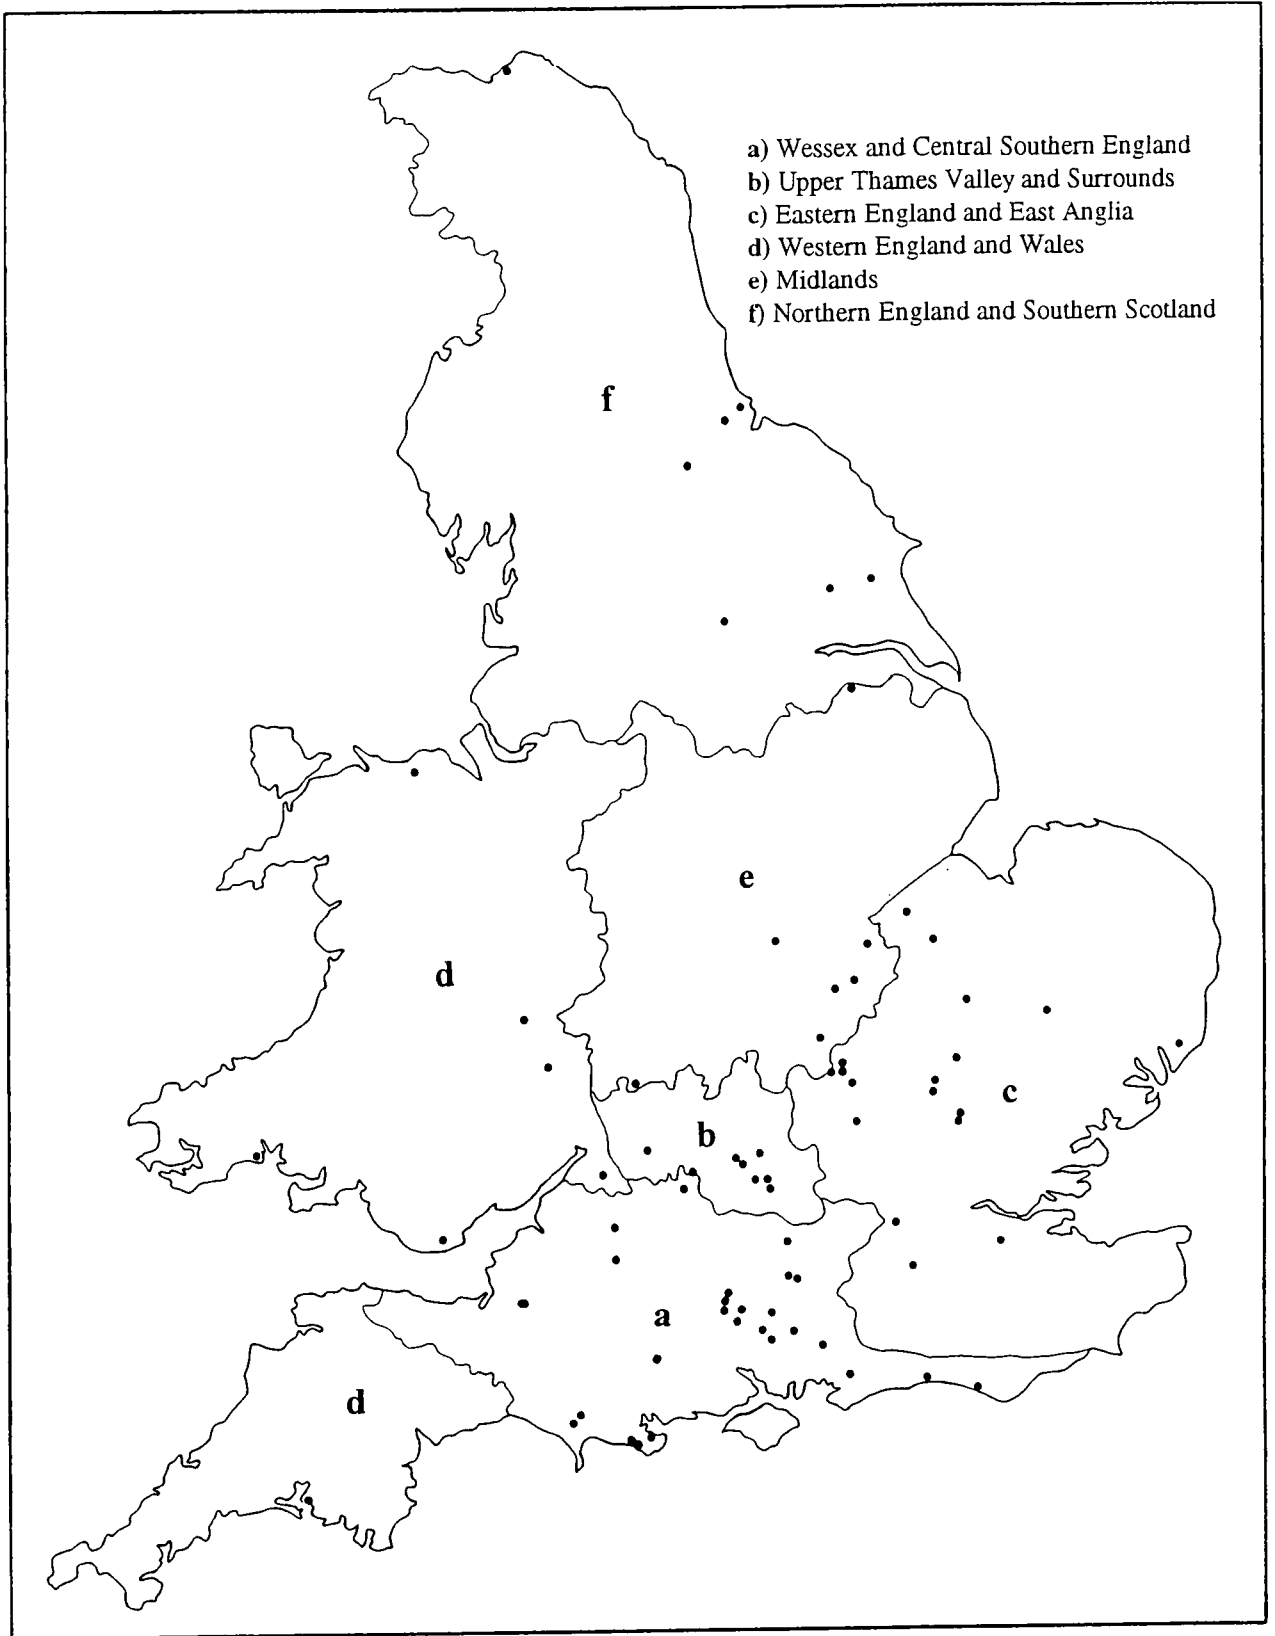 a) Wessex and Central Southern England
b) Upper Thames Valley and Surrounds
c) Eastern England and East Anglia
d) Western England and Wales
e) Midlands
f) Northern England and Southern Scotland
f
e
d
c
b
a
d